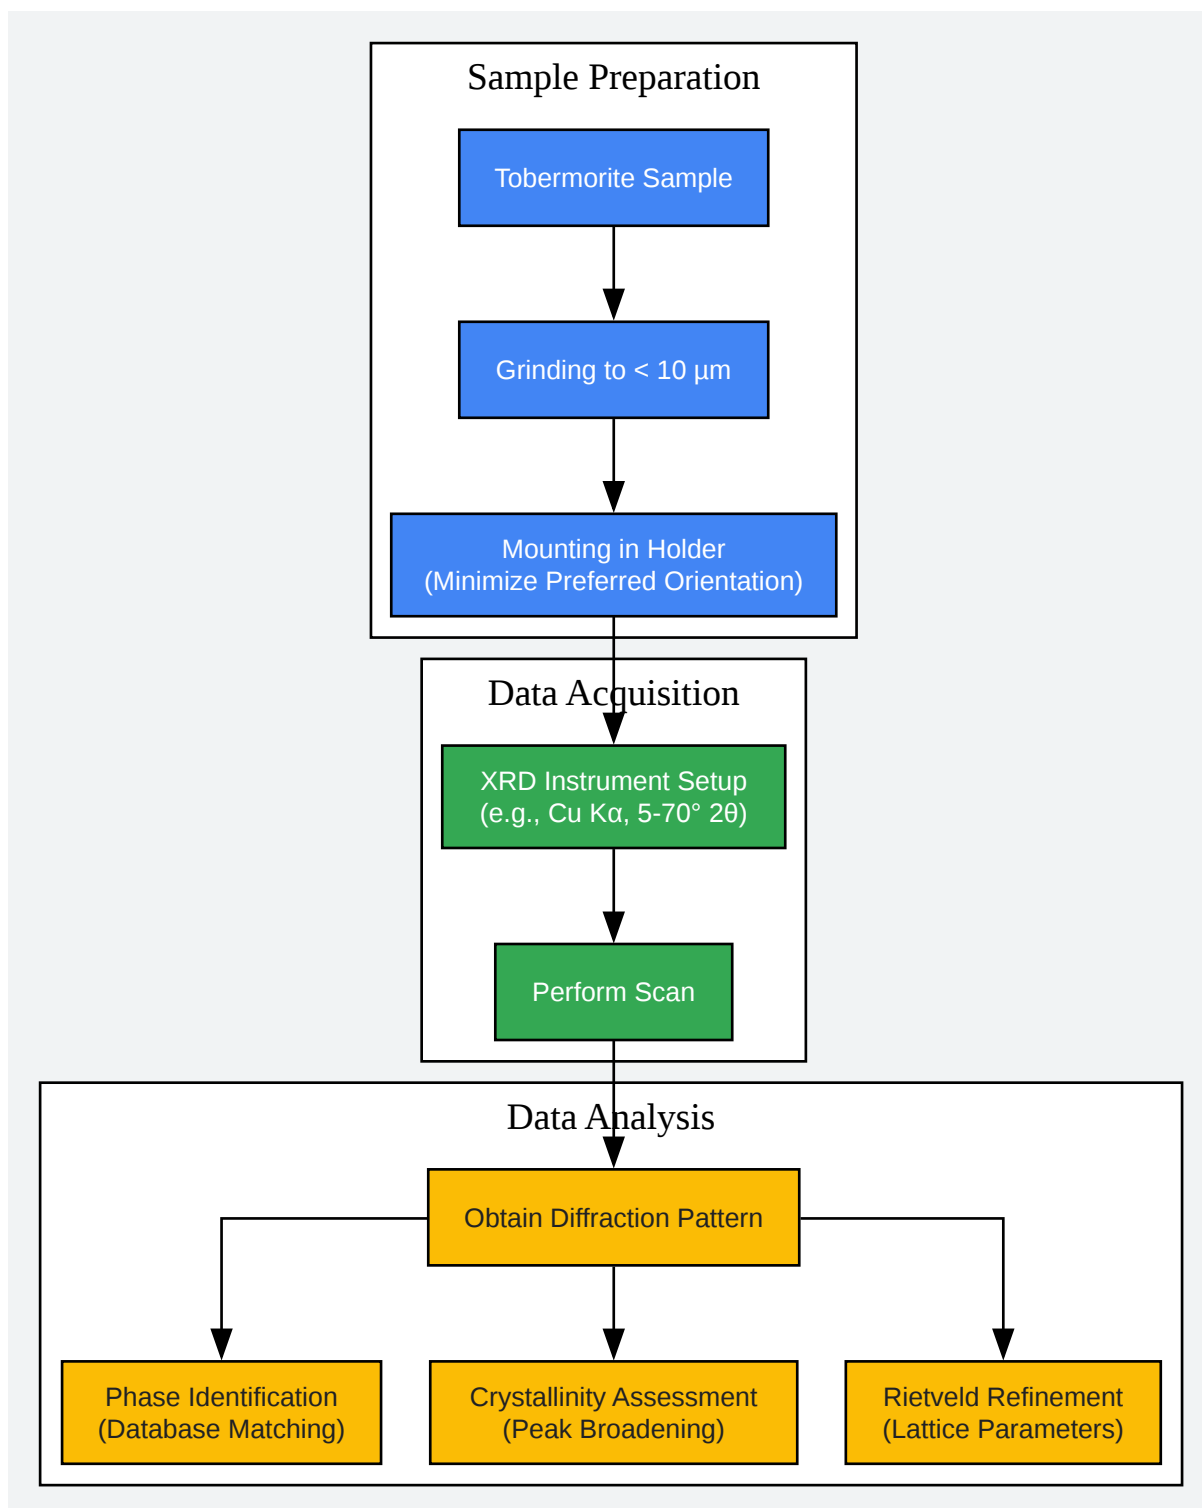 Sample Preparation
Tobermorite Sample
Grinding to < 10 µm
Mounting in Holder
(Minimize Preferred Orientation)
Data Acquisition
XRD Instrument Setup
(e.g., Cu Kα, 5-70° 2θ)
Perform Scan
Data Analysis
Obtain Diffraction Pattern
Phase Identification
(Database Matching)
Crystallinity Assessment
(Peak Broadening)
Rietveld Refinement
(Lattice Parameters)